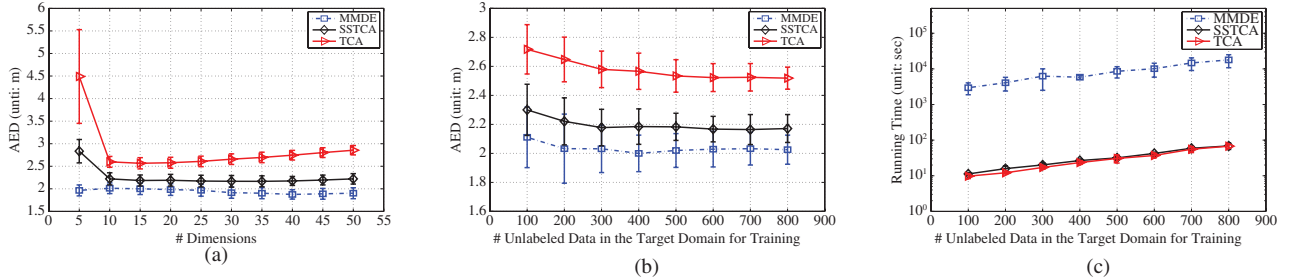 6
5.5
5
4.5
4
3.5
3
2.5
2
1.5
AED (unti: m)
0 5 10 15 20 25 30 35 40 45 50 55
# Dimensions
MMDE
SSTCA
TCA
(a)
3
2.8
2.6
2.4
2.2
2
1.8
1.6
AED (unit: m)
0 100 200 300 400 500 600 700 800 900
# Unlabeled Data in the Target Domain for Training
MMDE
SSTCA
TCA
(b)
10^5
10^4
10^3
10^2
10^1
10^0
Running Time (unit: sec)
0 100 200 300 400 500 600 700 800 900
# Unlabeled Data in the Target Domain for Training
MMDE
SSTCA
TCA
(c)